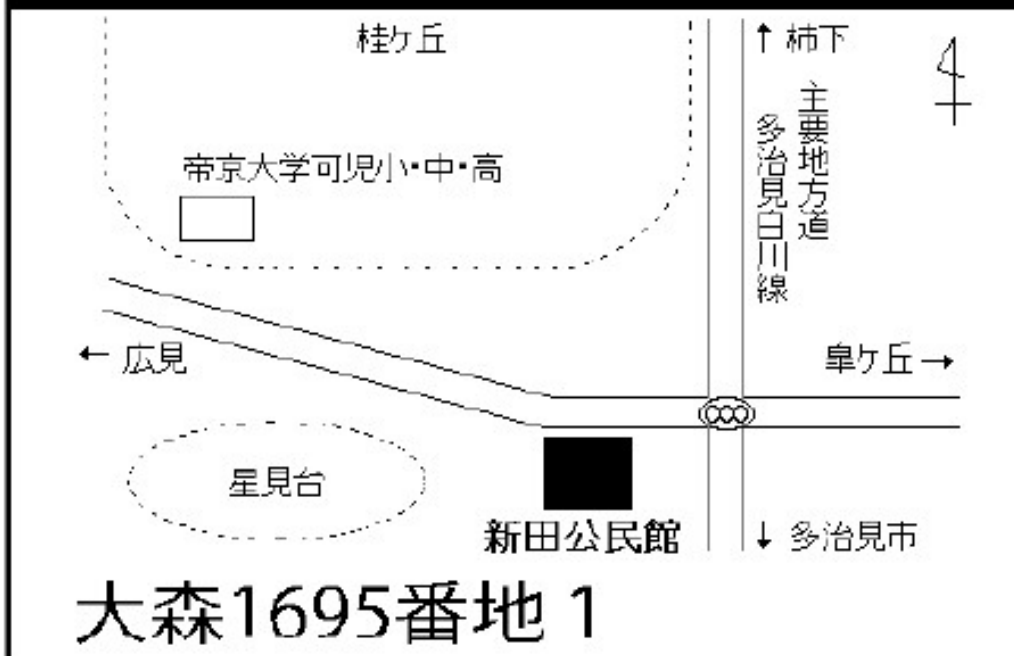 桂ケ丘
↑ 柿下
主要地方道
多治見白川線
帝京大学可児小・中・高
← 広見
皐ケ丘 →
星見台
新田公民館
↓ 多治見市
大森1695番地1